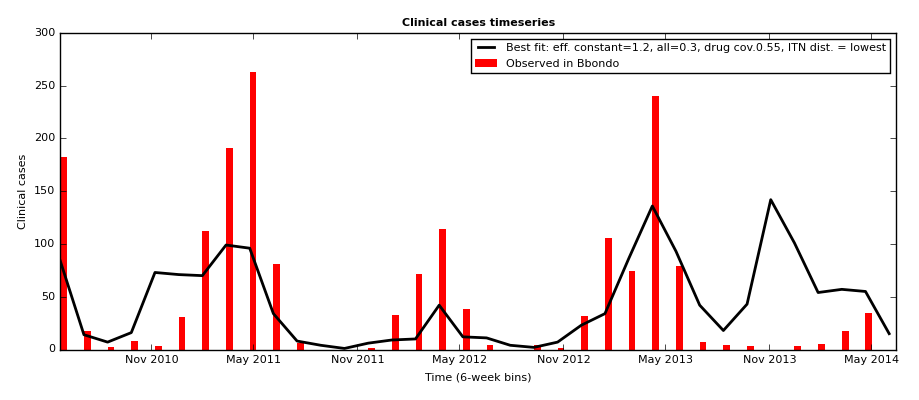 Clinical cases timeseries
Best fit: eff. constant=1.2, all=0.3, drug cov.0.55, ITN dist. = lowest
Observed in Bbondo
Clinical cases
300
250
200
150
100
50
0
Nov 2010 May 2011 Nov 2011 May 2012 Nov 2012 May 2013 Nov 2013 May 2014
Time (6-week bins)